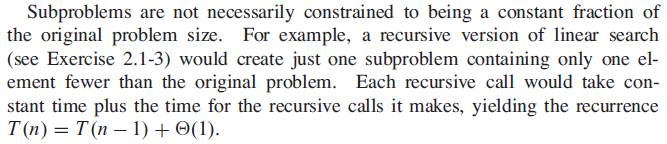 Subproblems are not necessarily constrained to being a constant fraction of
the original problem size. For example, a recursive version of linear search
(see Exercise 2.1-3) would create just one subproblem containing only one el-
ement fewer than the original problem. Each recursive call would take con-
stant time plus the time for the recursive calls it makes, yielding the recurrence
T(n) = T(n − 1) + Θ(1).